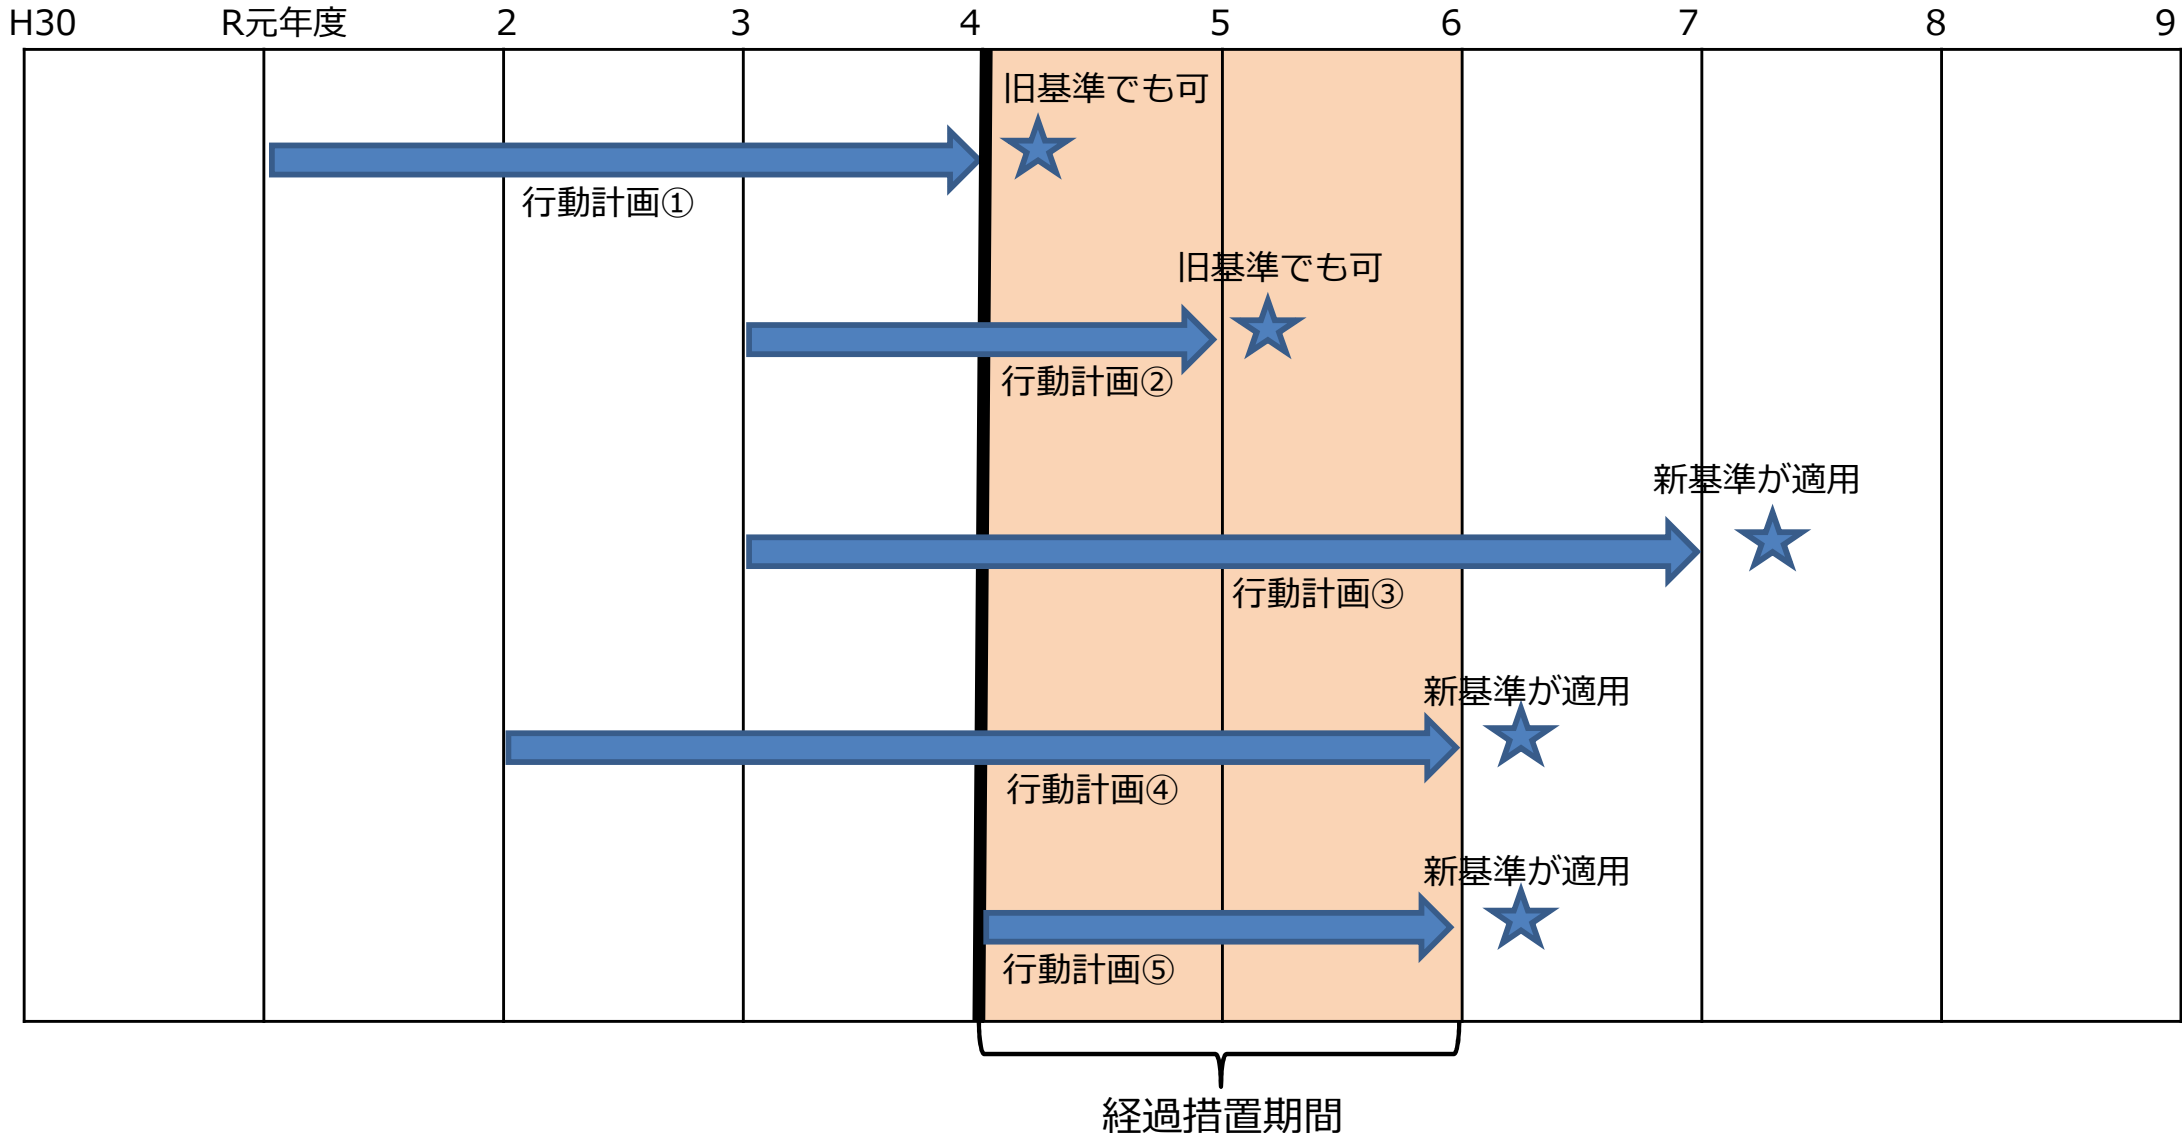 H30 R元年度 2 3 4 5 6 7 8 9
旧基準でも可
行動計画①
旧基準でも可
行動計画②
新基準が適用
行動計画③
新基準が適用
行動計画④
新基準が適用
行動計画⑤
経過措置期間